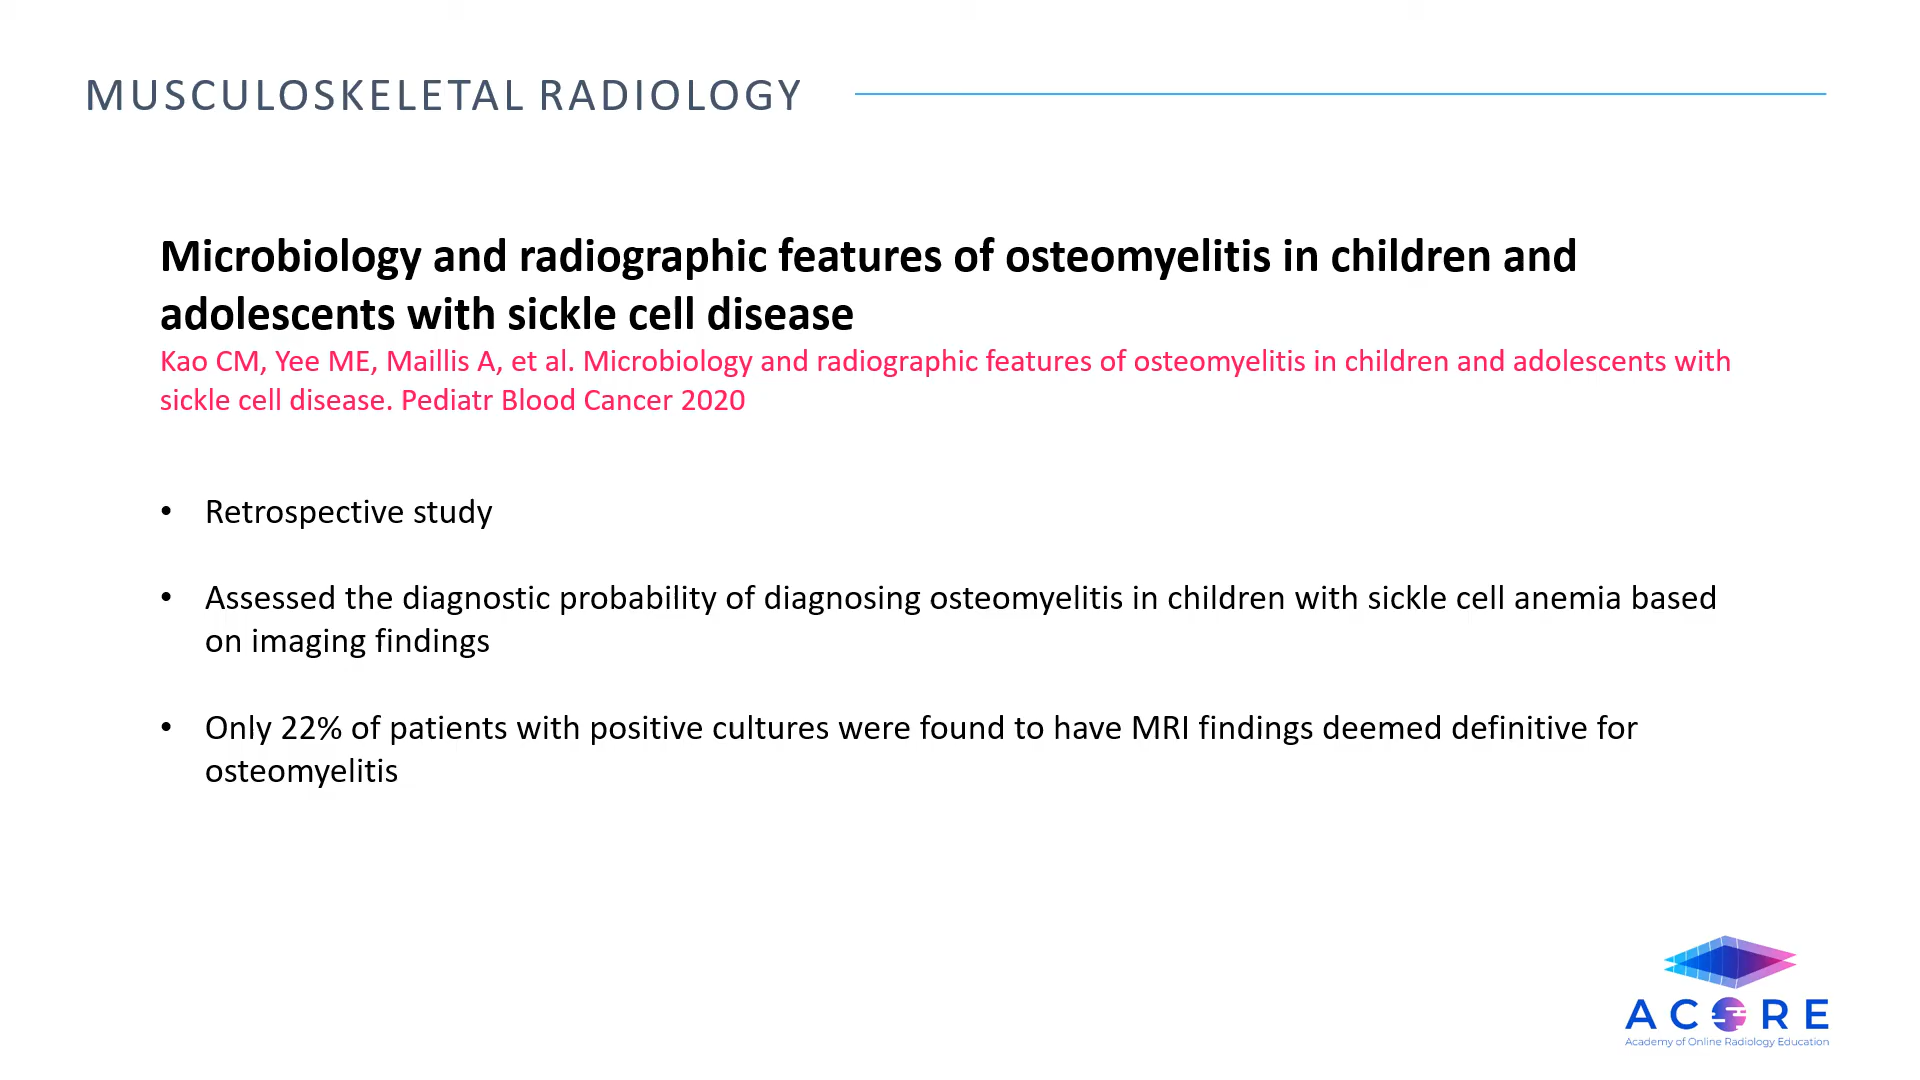 MUSCULOSKELETAL RADIOLOGY
Microbiology and radiographic features of osteomyelitis in children and
adolescents with sickle cell disease
Kao CM, Yee ME, Maillis A, et al. Microbiology and radiographic features of osteomyelitis in children and adolescents with
sickle cell disease. Pediatr Blood Cancer 2020
• Retrospective study
• Assessed the diagnostic probability of diagnosing osteomyelitis in children with sickle cell anemia based
on imaging findings
• Only 22% of patients with positive cultures were found to have MRI findings deemed definitive for
osteomyelitis
ACORE
Academy of Online Radiology Education